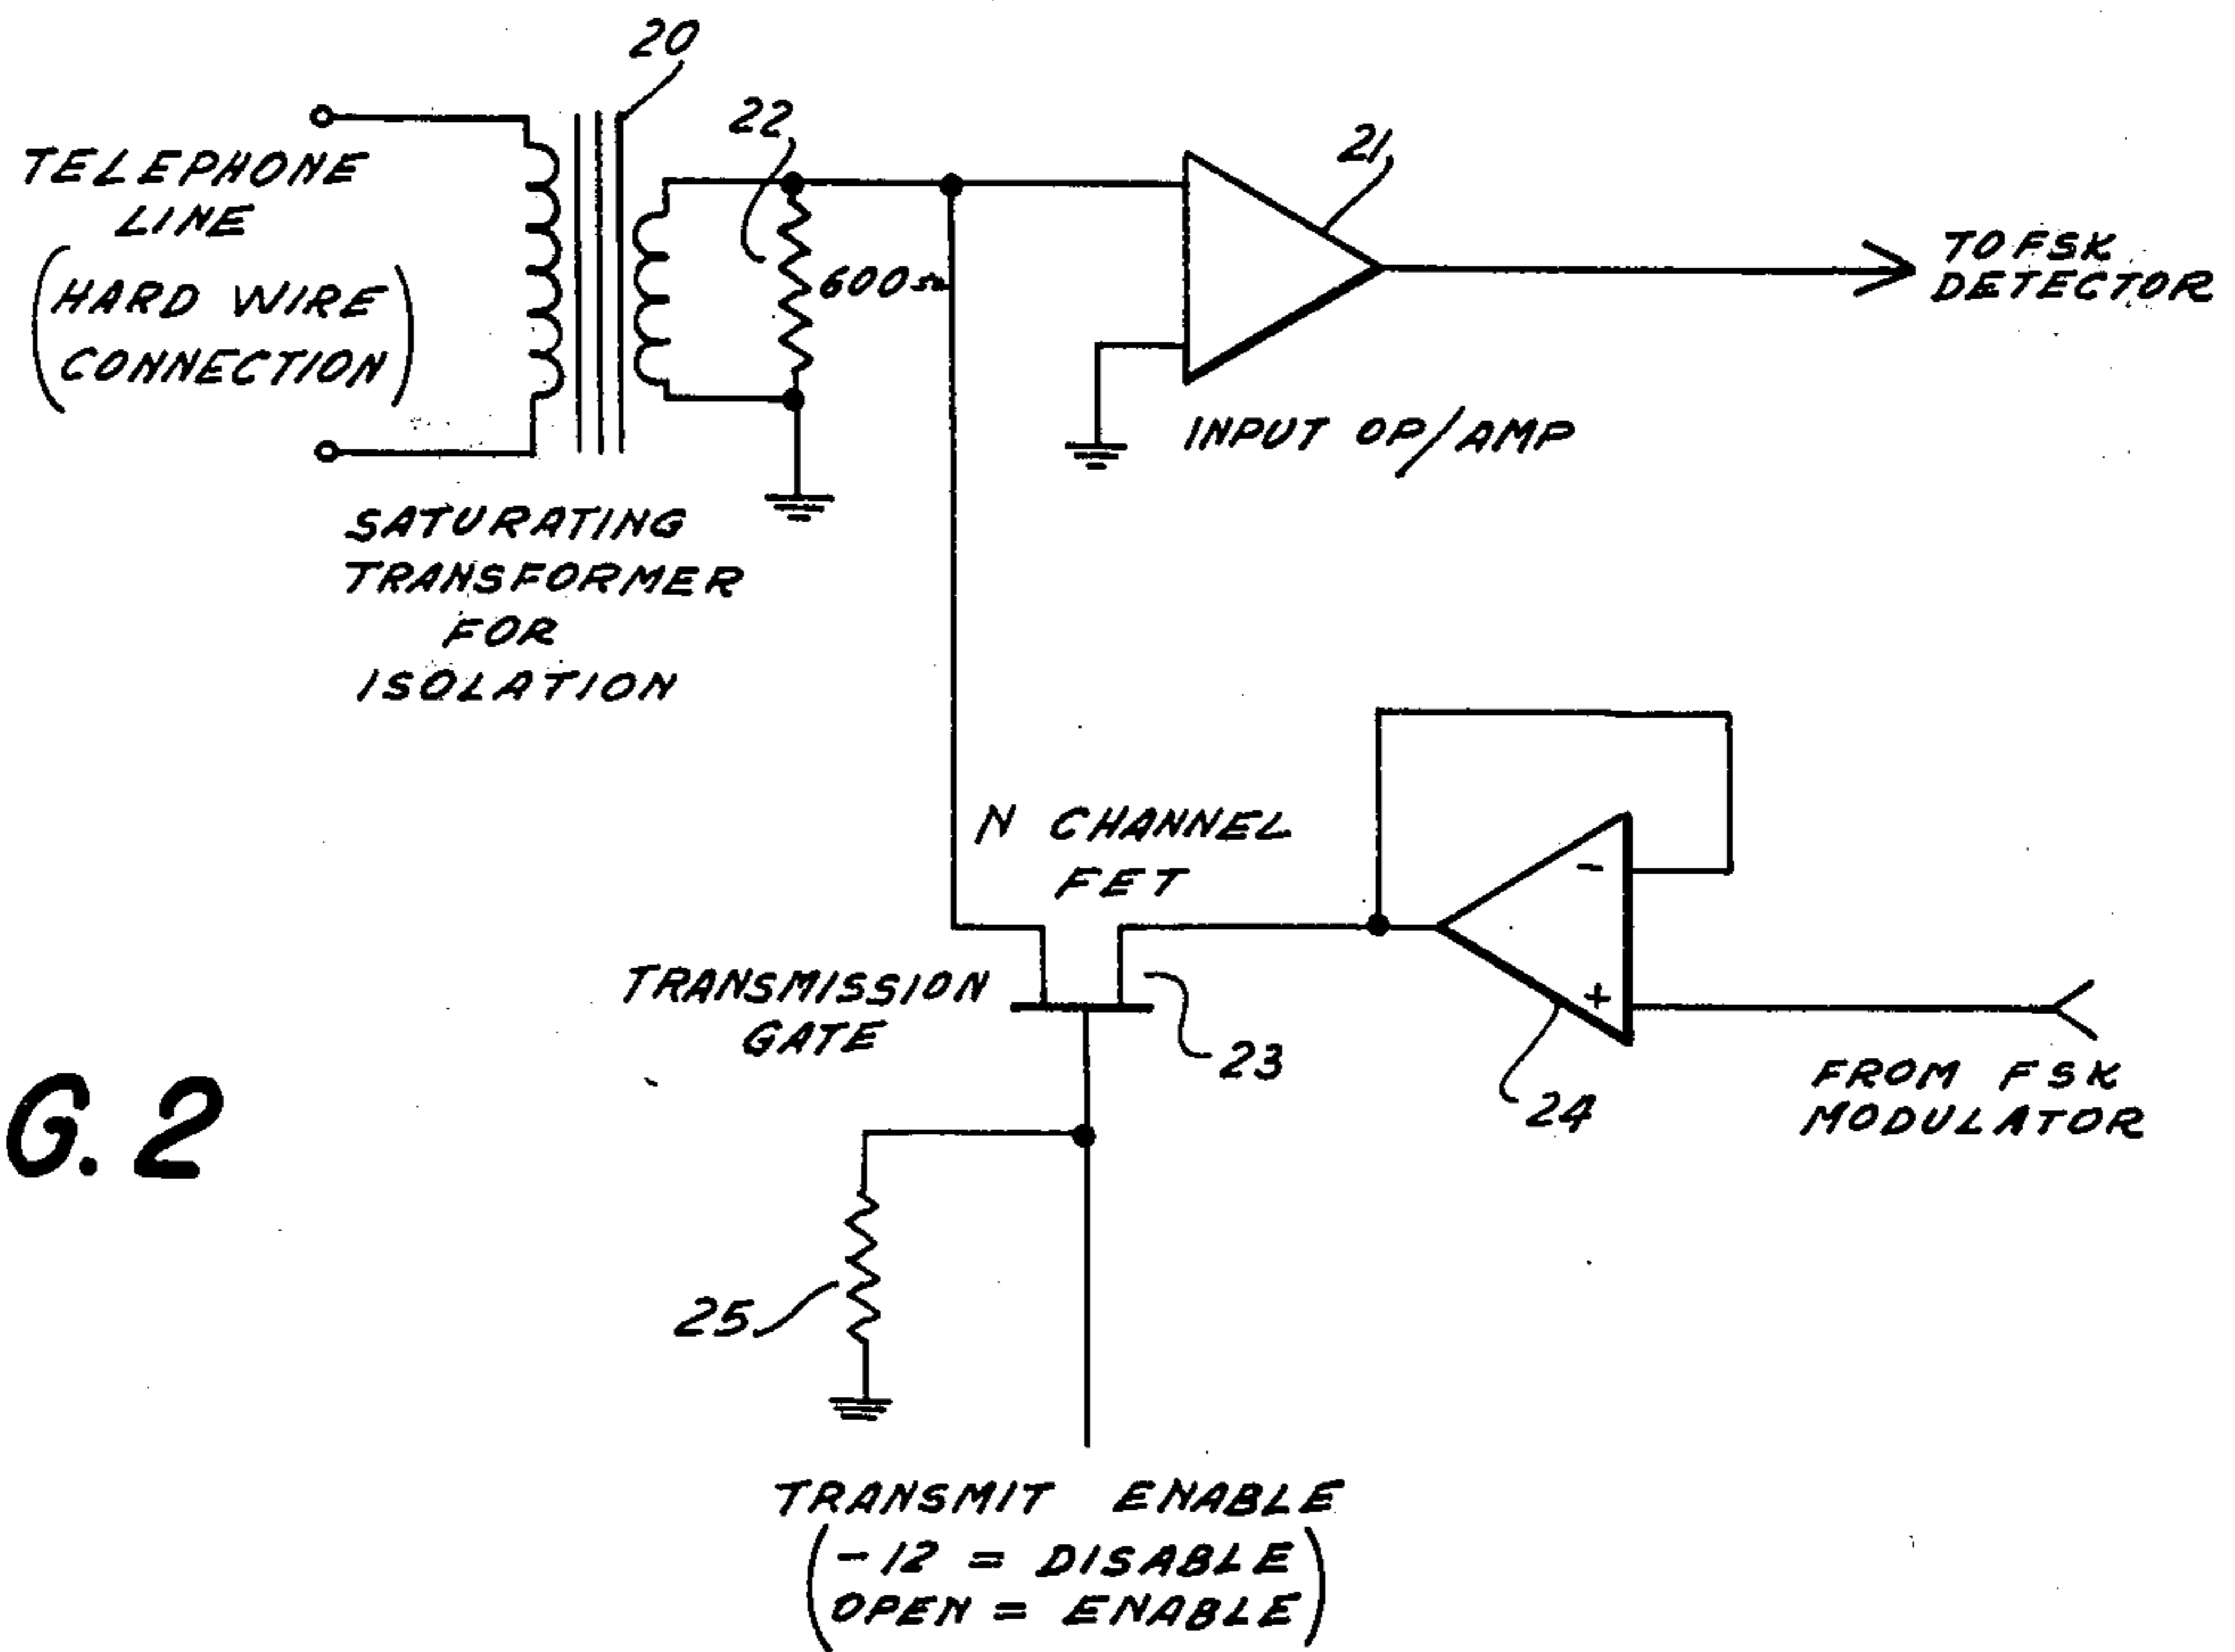 20
22
21
TELEPHONE
LINE
(HARD WIRE
CONNECTION)
600Ω
TO FSK
DETECTOR
INPUT OP/AMP
SATURATING
TRANSFORMER
FOR
ISOLATION
N CHANNEL
FET
-
+
TRANSMISSION
GATE
23
24
FROM FSK
MODULATOR
G. 2
25
TRANSMIT ENABLE
(-12 = DISABLE
OPEN = ENABLE)